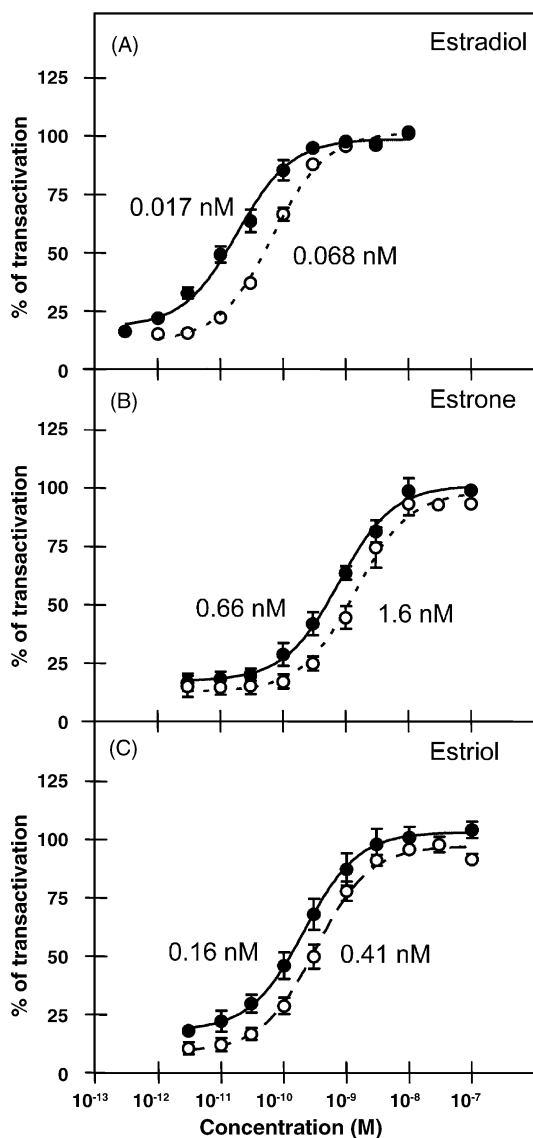 (A)
Estradiol
% of transactivation
125
100
75
50
25
0
0.017 nM
0.068 nM
(B)
Estrone
% of transactivation
125
100
75
50
25
0
0.66 nM
1.6 nM
(C)
Estriol
% of transactivation
125
100
75
50
25
0
0.16 nM
0.41 nM
10⁻¹³ 10⁻¹² 10⁻¹¹ 10⁻¹⁰ 10⁻⁹ 10⁻⁸ 10⁻⁷
Concentration (M)